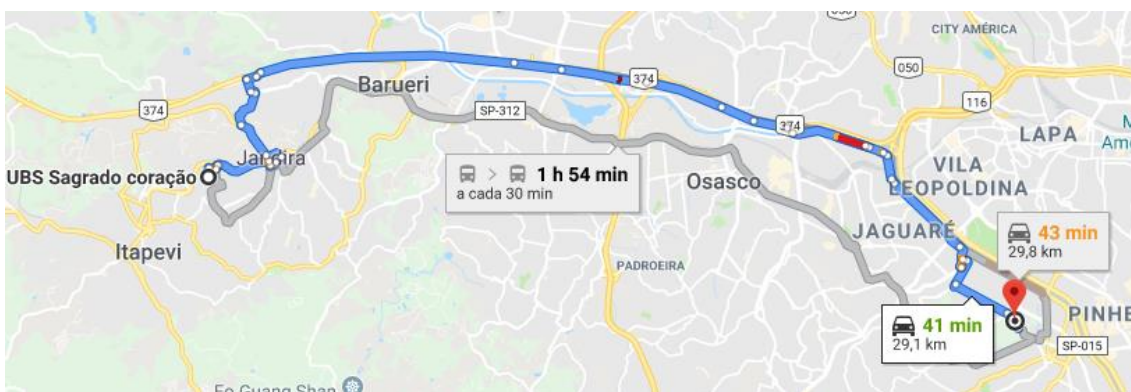 050
CITY AMÉRICA
050
374
Barueri
116
374
SP-312
374
LAPA
Jandira
VILA
LEOPOLDINA
UBS Sagrado coração
1 h 54 min
a cada 30 min
Osasco
JAGUARÉ
43 min
29,8 km
Itapevi
PADROEIRA
41 min
29,1 km
PINHE
SP-015
Fo Guang Shan